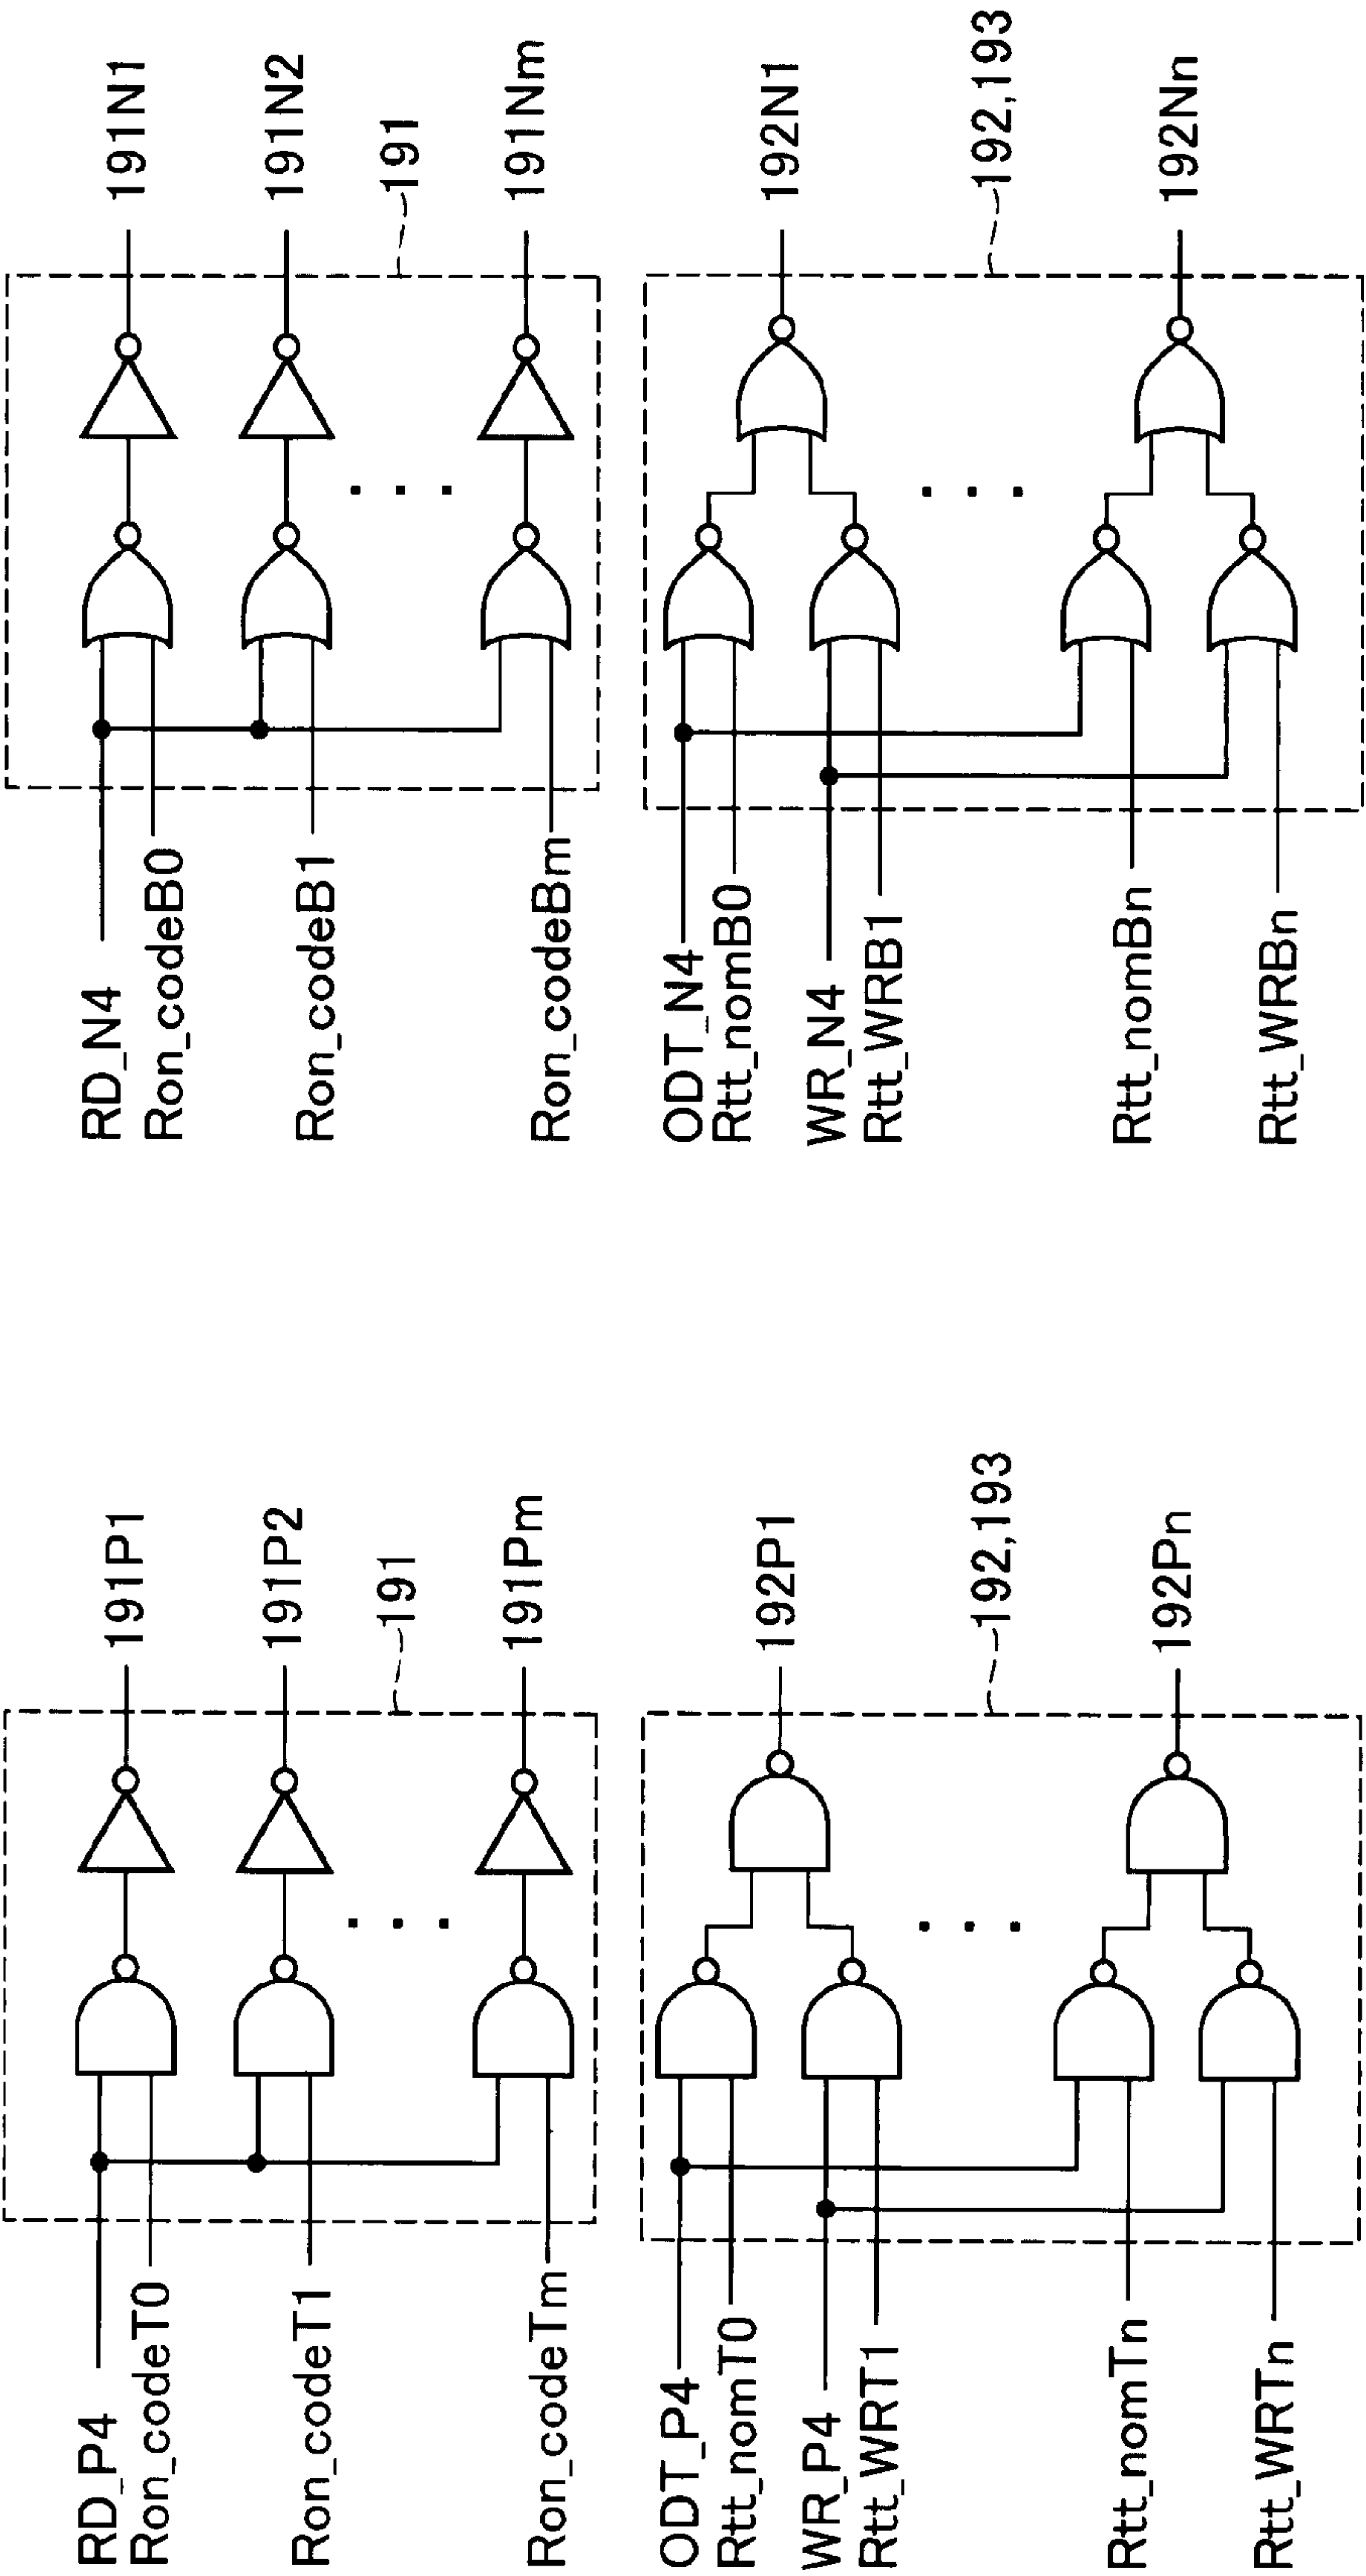 RD_P4
Ron_codeT0
Ron_codeT1
Ron_codeTm
191P1
191P2
191
191Pm
ODT_P4
Rtt_nomT0
WR_P4
Rtt_WRT1
Rtt_nomTn
Rtt_WRTn
192P1
192,193
192Pn
RD_N4
Ron_codeB0
Ron_codeB1
Ron_codeBm
191N1
191N2
191
191Nm
ODT_N4
Rtt_nomB0
WR_N4
Rtt_WRB1
Rtt_nomBn
Rtt_WRBn
192N1
192,193
192Nn